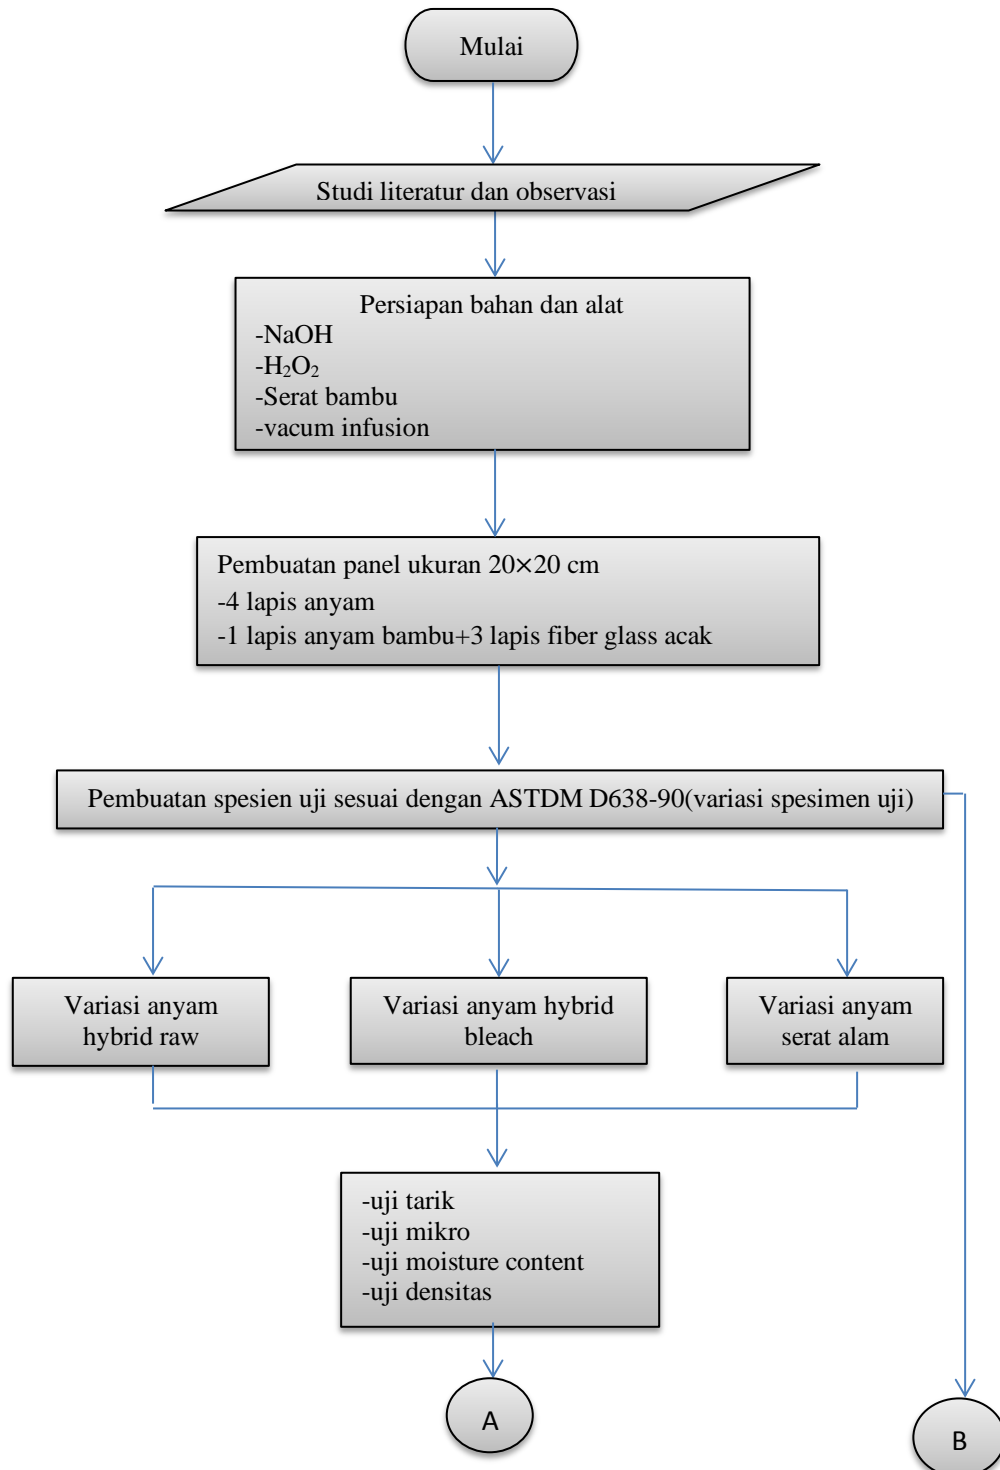 Mulai
Studi literatur dan observasi
Persiapan bahan dan alat
-NaOH
-H₂O₂
-Serat bambu
-vacum infusion
Pembuatan panel ukuran 20×20 cm
-4 lapis anyam
-1 lapis anyam bambu+3 lapis fiber glass acak
Pembuatan spesien uji sesuai dengan ASTDM D638-90(variasi spesimen uji)
Variasi anyam
hybrid raw
Variasi anyam hybrid
bleach
Variasi anyam
serat alam
-uji tarik
-uji mikro
-uji moisture content
-uji densitas
A
B